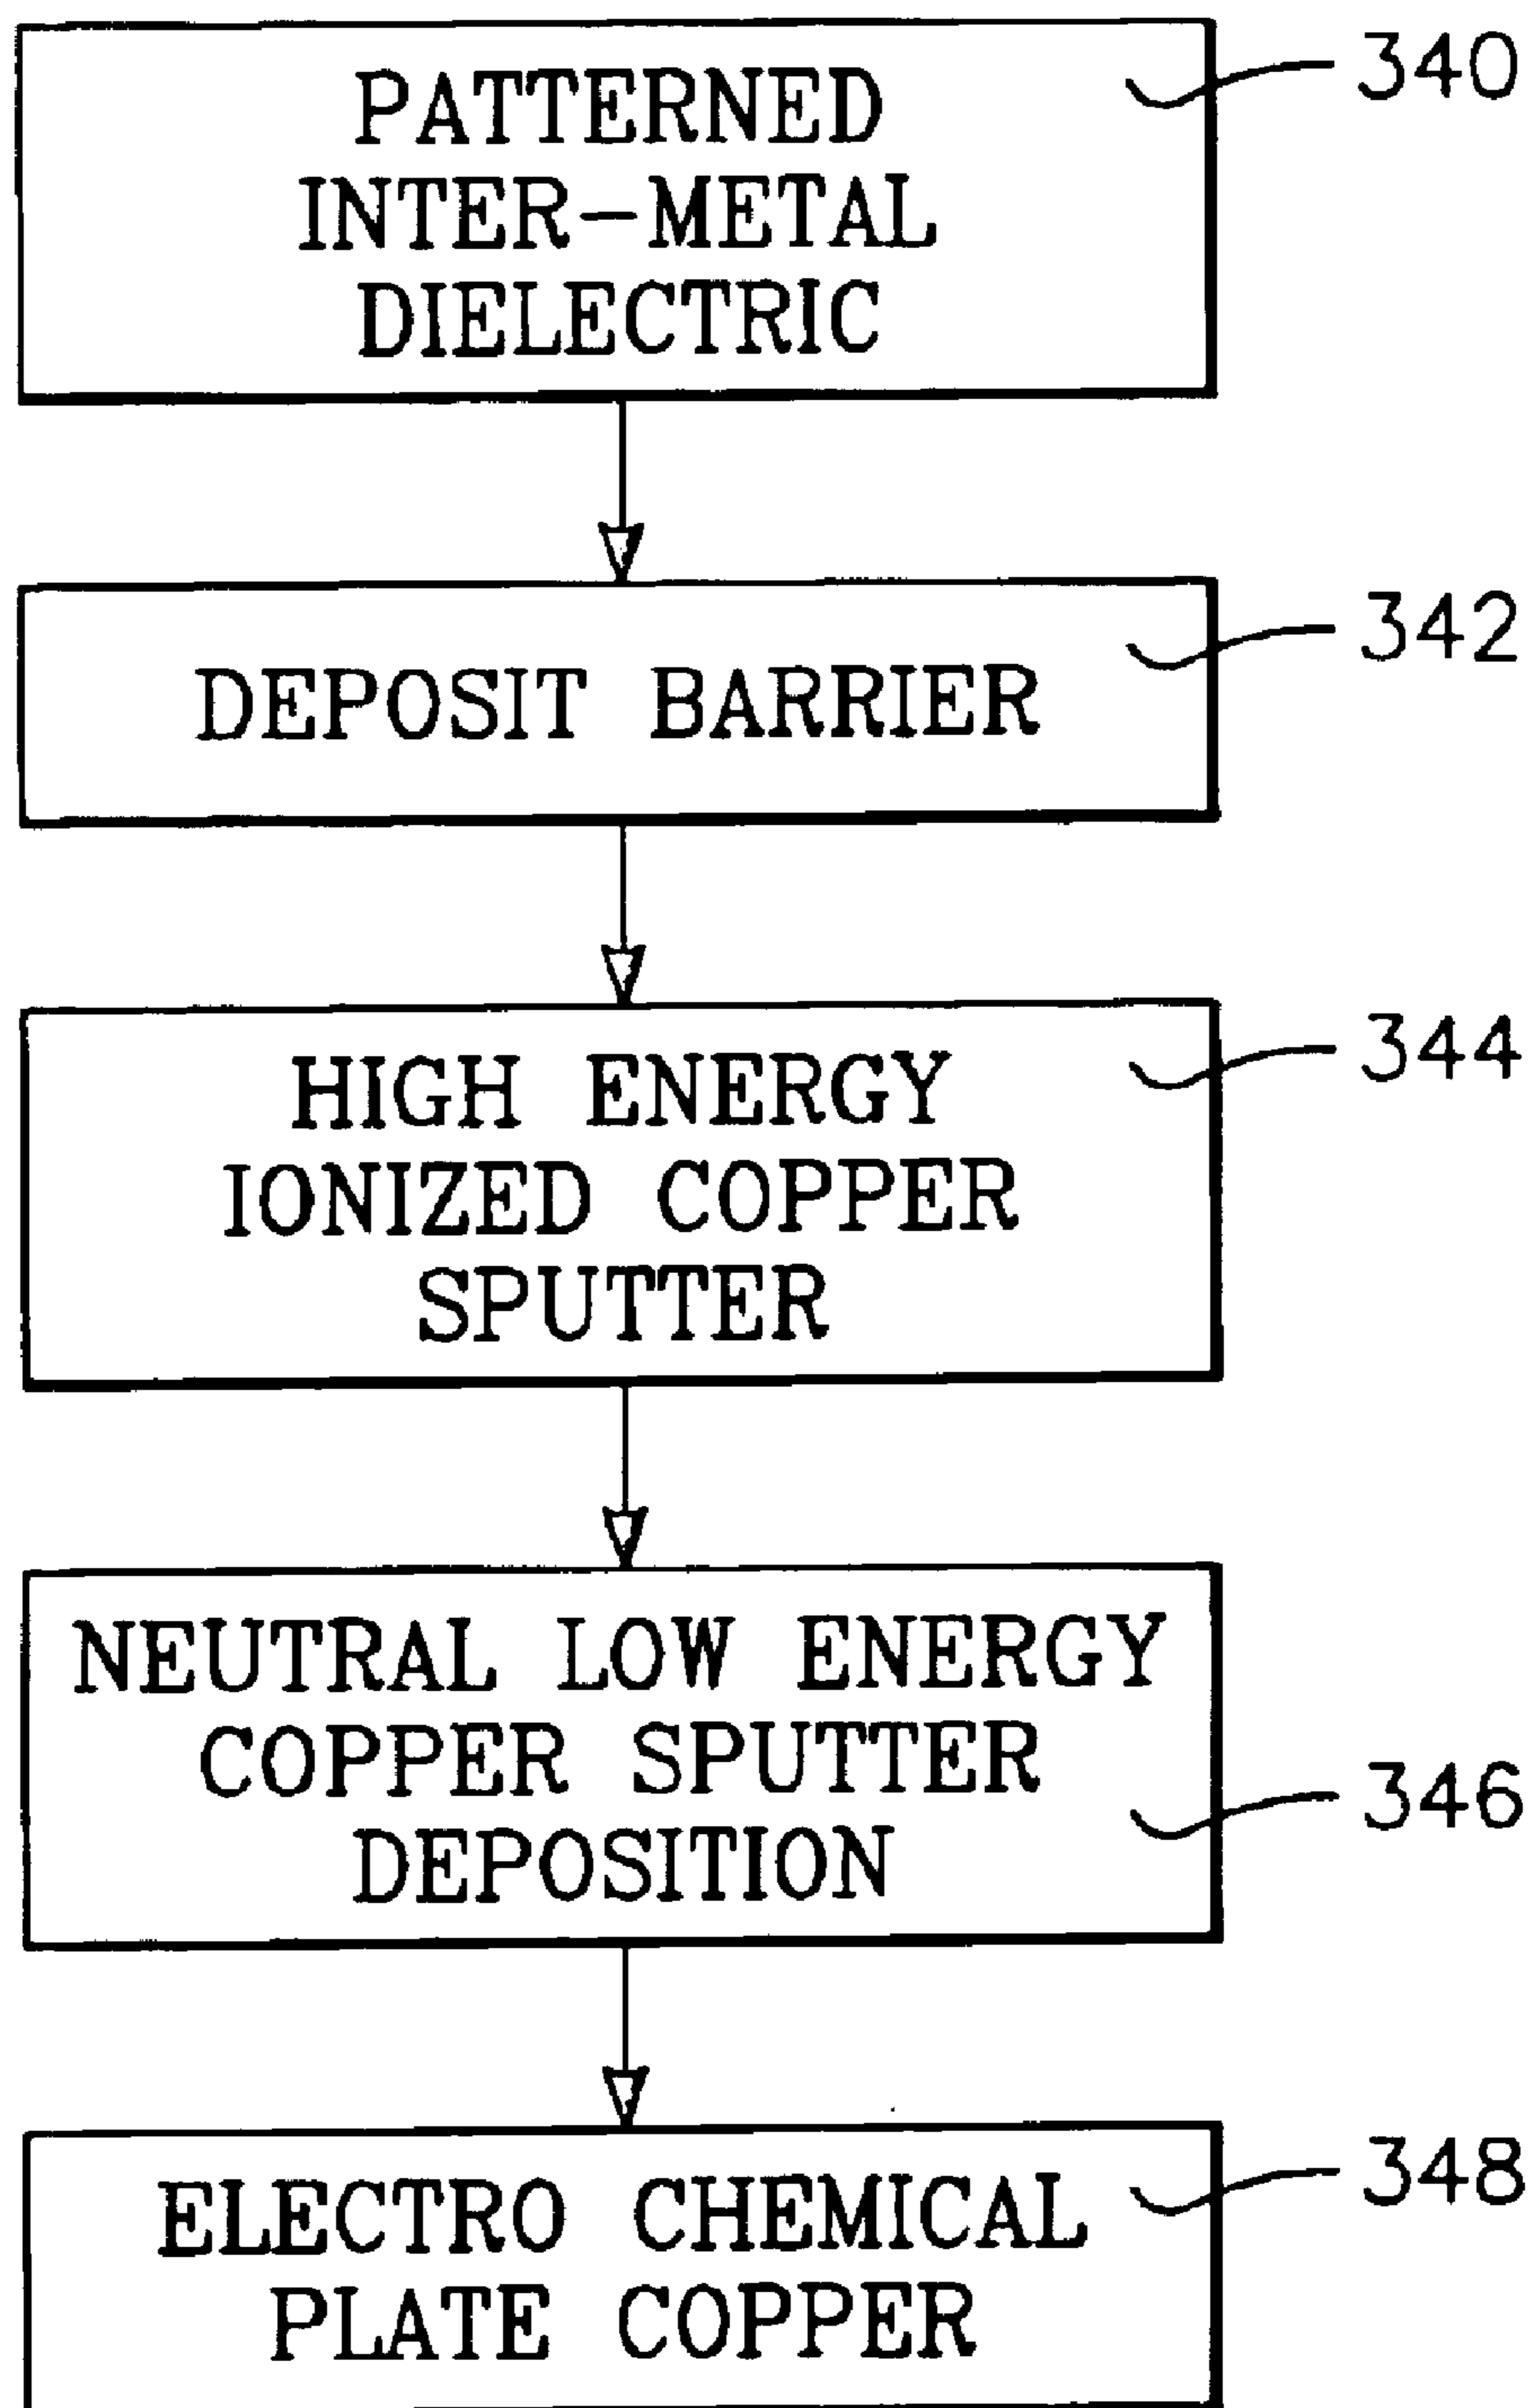 PATTERNED
INTER-METAL
DIELECTRIC
340
DEPOSIT BARRIER
342
HIGH ENERGY
IONIZED COPPER
SPUTTER
344
NEUTRAL LOW ENERGY
COPPER SPUTTER
DEPOSITION
346
ELECTRO CHEMICAL
PLATE COPPER
348